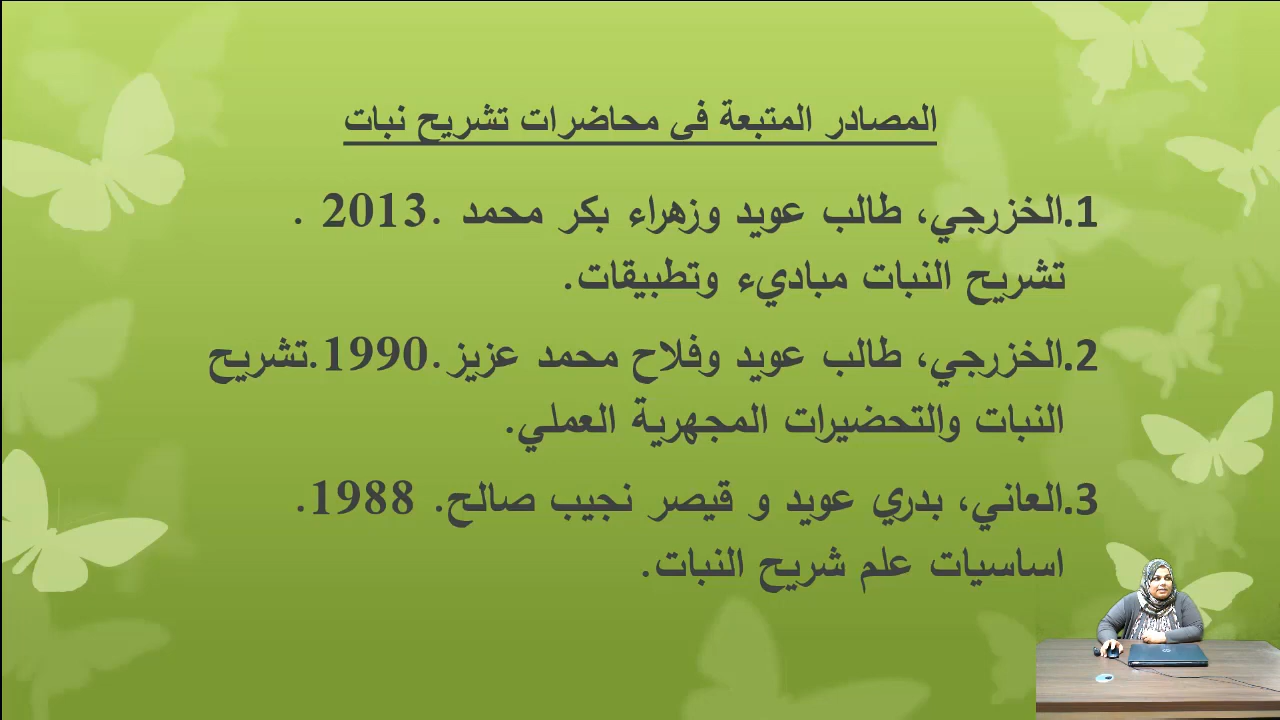 المصادر المتبعة في محاضرات تشريح نبات
1.الخزرجي، طالب عويد وزهراء بكر محمد .2013 .
تشريح النبات مباديء وتطبيقات.
2.الخزرجي، طالب عويد وفلاح محمد عزيز.1990.تشريح
النبات والتحضيرات المجهرية العملي.
3.العاني، بدري عويد و قيصر نجيب صالح. 1988.
اساسيات علم شريح النبات.